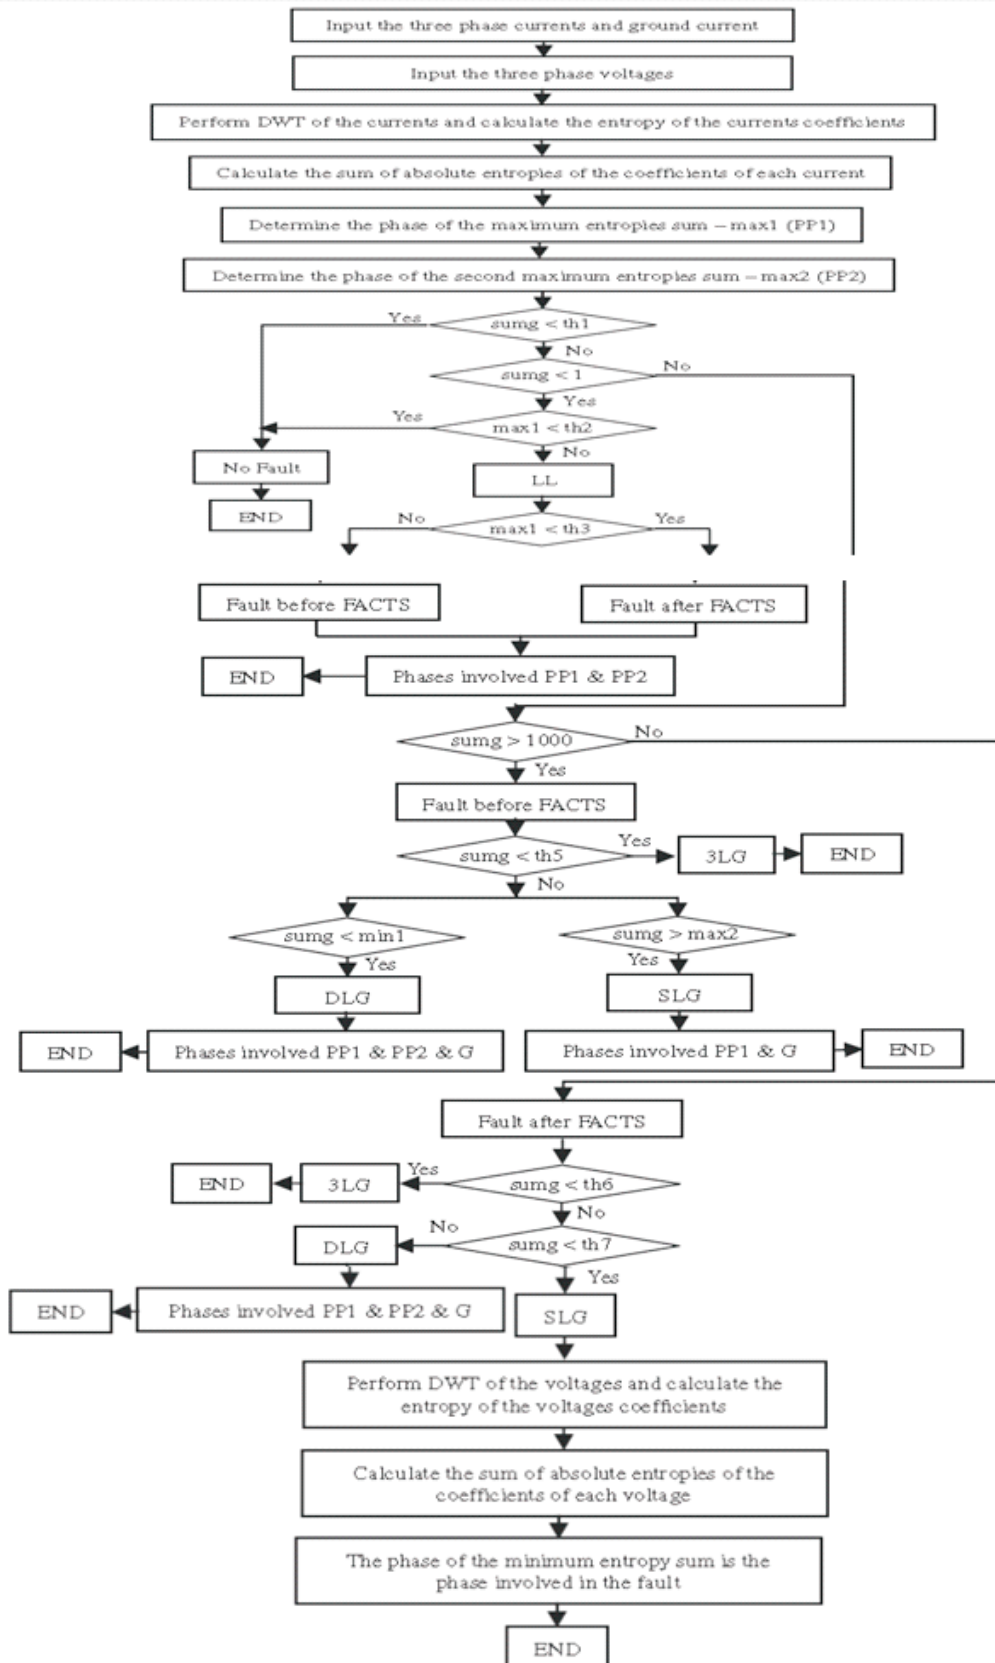 Input the three phase currents and ground current
Input the three phase voltages
Perform DWT of the currents and calculate the entropy of the currents coefficients
Calculate the sum of absolute entropies of the coefficients of each current
Determine the phase of the maximum entropies sum – max1 (PP1)
Determine the phase of the second maximum entropies sum – max2 (PP2)
Yes
sumg < th1
No
sumg < 1
No
Yes
Yes
max1 < th2
No
No Fault
LL
END
No
max1 < th3
Yes
Fault before FACTS
Fault after FACTS
END
Phases involved PP1 & PP2
sumg > 1000
No
Yes
Fault before FACTS
sumg < th5
Yes
3LG
END
No
sumg < min1
sumg > max2
Yes
Yes
DLG
SLG
END
Phases involved PP1 & PP2 & G
Phases involved PP1 & G
END
Fault after FACTS
END
3LG
Yes
sumg < th6
No
No
DLG
sumg < th7
Yes
END
Phases involved PP1 & PP2 & G
SLG
Perform DWT of the voltages and calculate the
entropy of the voltages coefficients
Calculate the sum of absolute entropies of the
coefficients of each voltage
The phase of the minimum entropy sum is the
phase involved in the fault
END